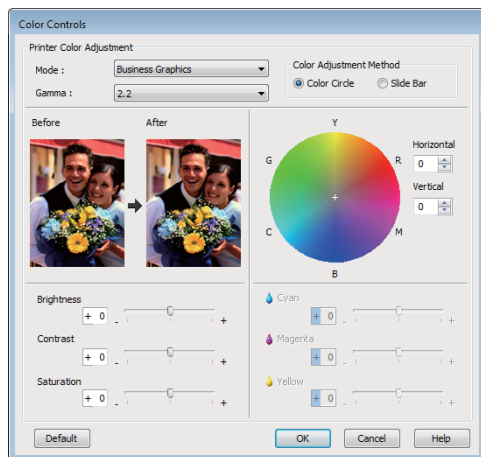 Color Controls
Printer Color Adjustment
Mode : Business Graphics
Gamma : 2.2
Color Adjustment Method
Color Circle Slide Bar
Before After
Y
G R
C M
B
Horizontal
0
Vertical
0
Brightness
+ 0 - +
Contrast
+ 0 - +
Saturation
+ 0 - +
Cyan
+ 0 - +
Magenta
+ 0 - +
Yellow
+ 0 - +
Default OK Cancel Help